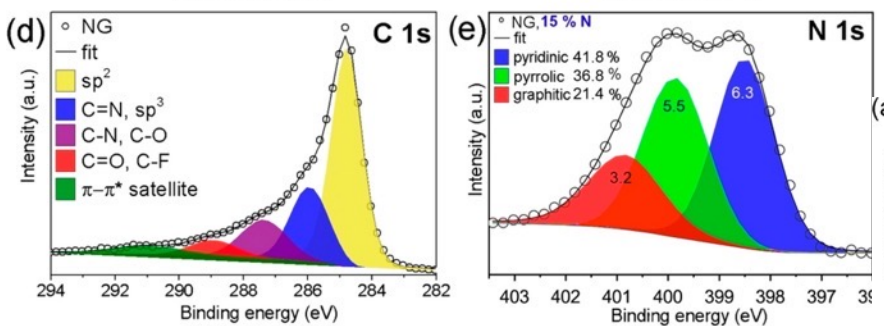 (d)
C 1s
NG
fit
sp²
C=N, sp³
C-N, C-O
C=O, C-F
π–π* satellite
Intensity (a.u.)
294 292 290 288 286 284 282
Binding energy (eV)
(e)
N 1s
NG, 15 % N
fit
pyridinic 41.8 %
pyrrolic 36.8 %
graphitic 21.4 %
6.3
5.5
3.2
Intensity (a.u.)
403 402 401 400 399 398 397
Binding energy (eV)
(a